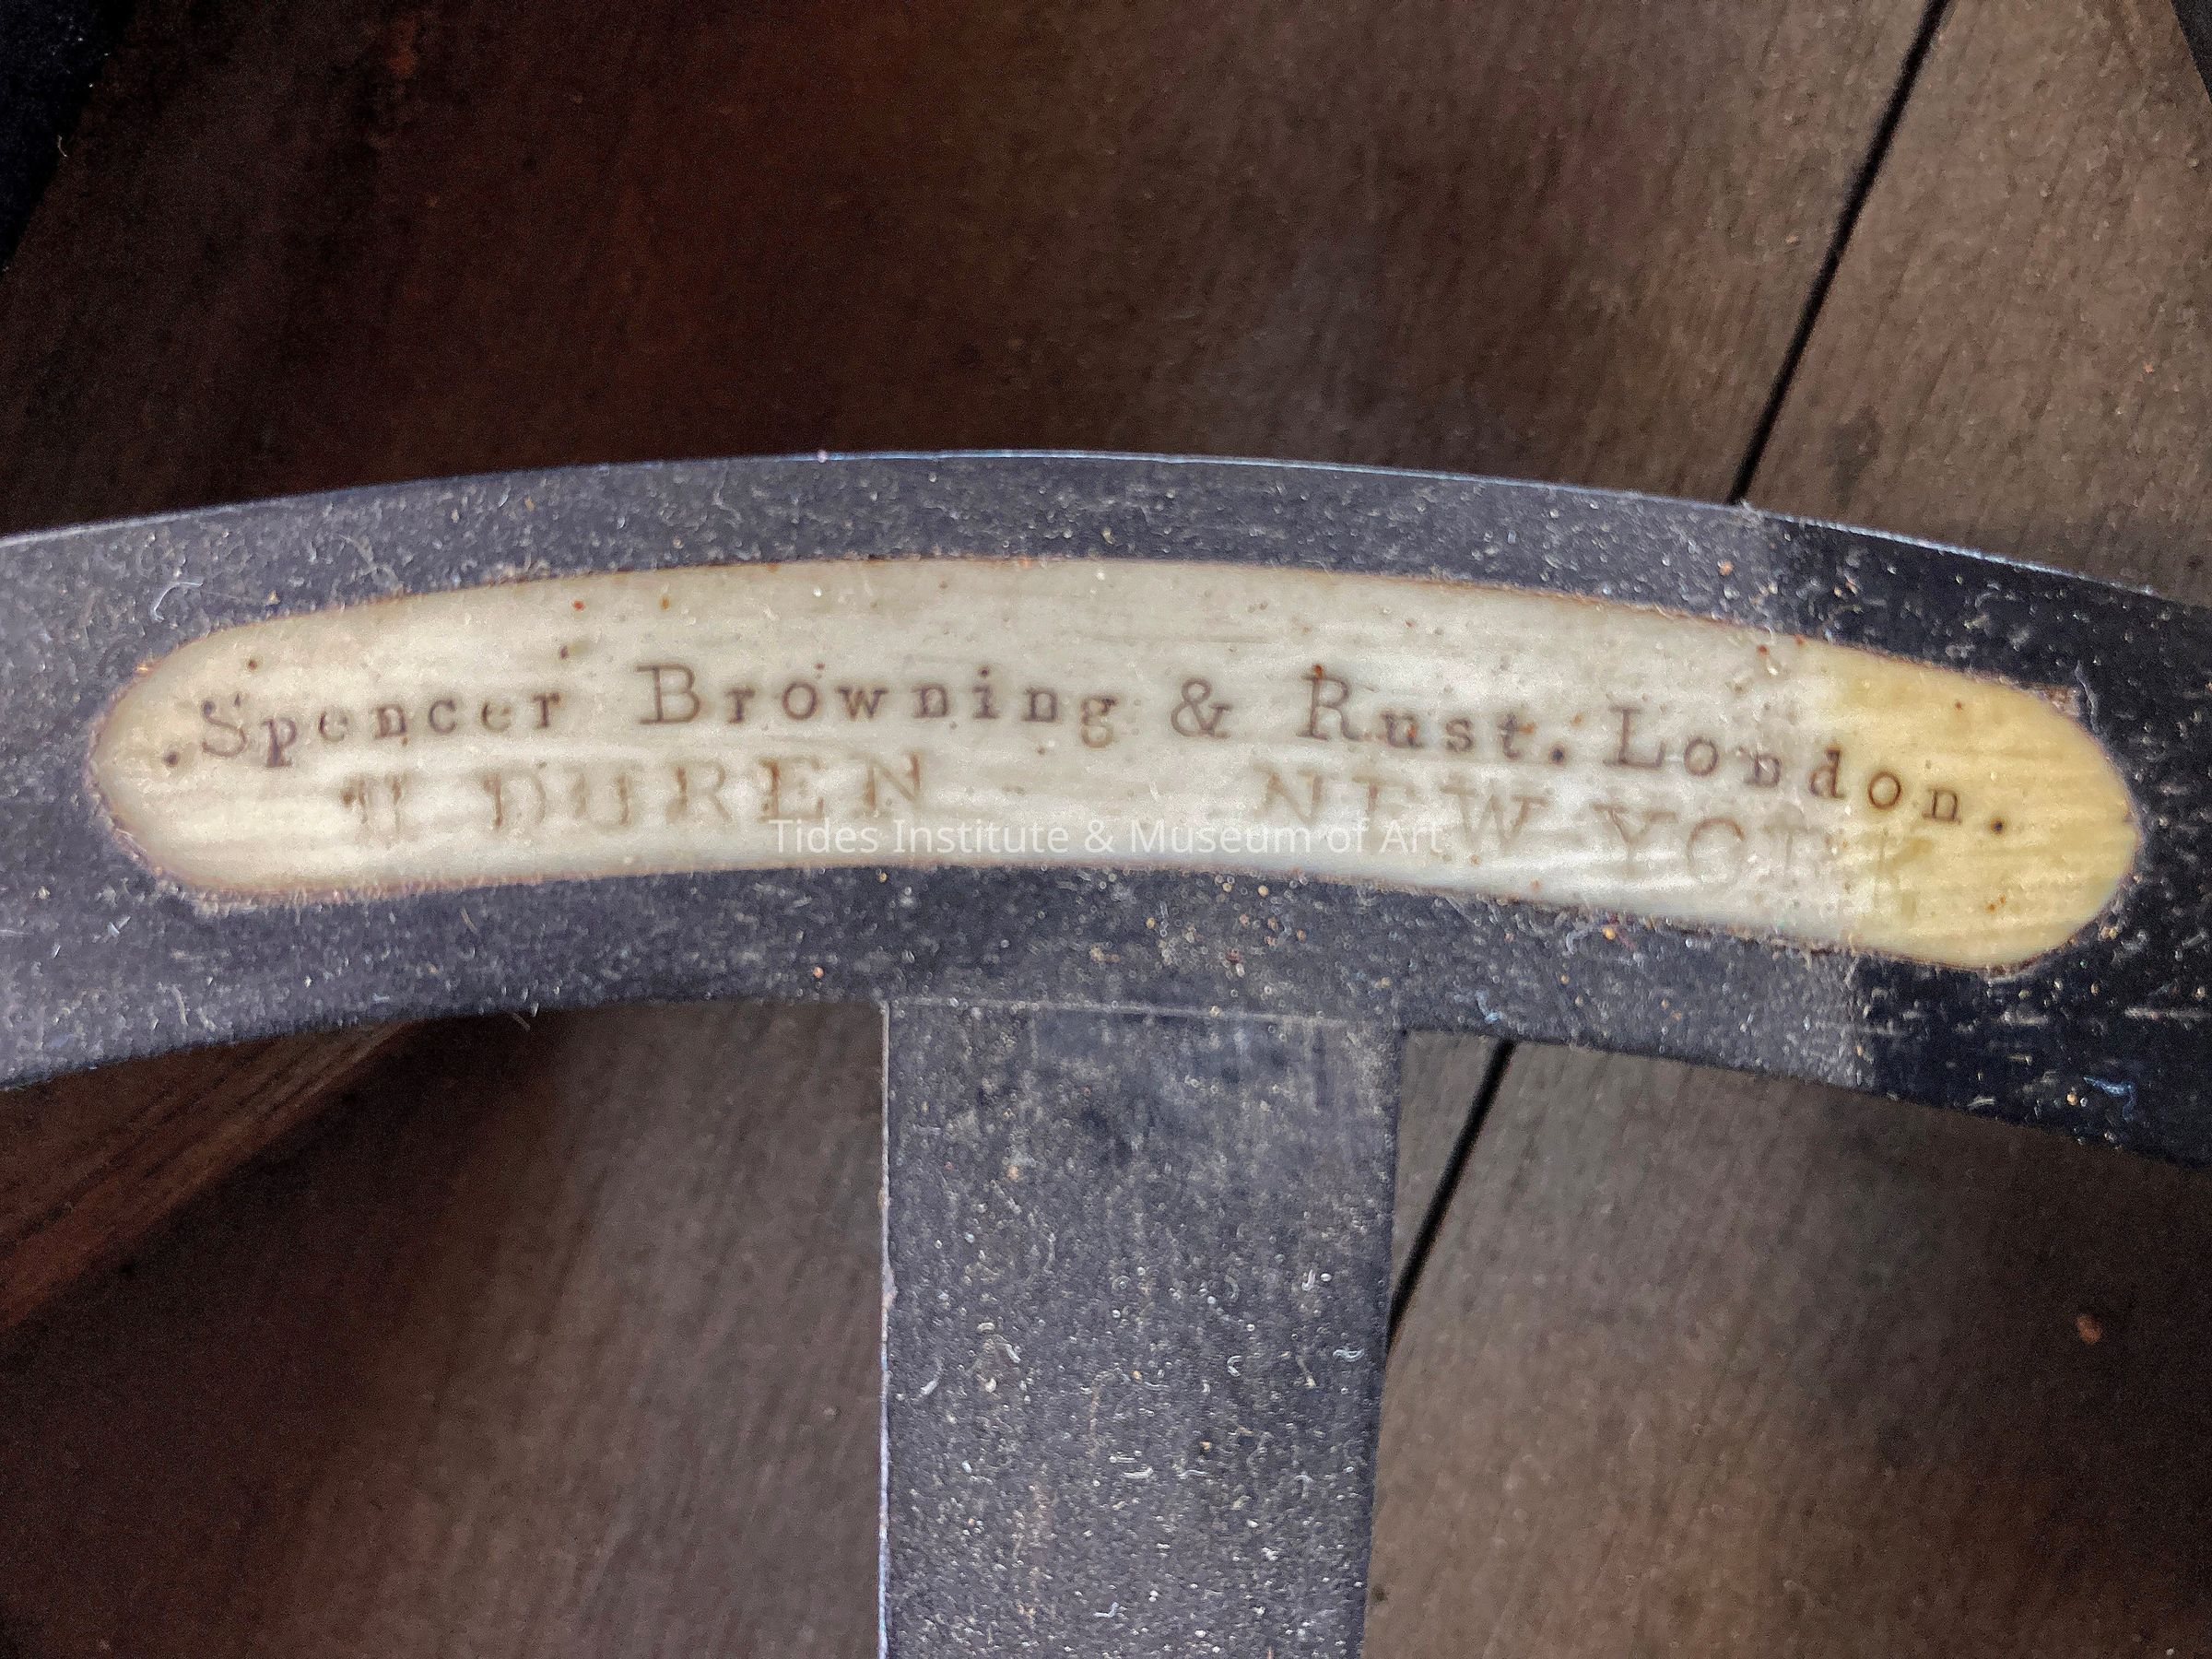 .Spencer Browning & Rust. London.
H DUREN NEW YORK
Tides Institute & Museum of Art